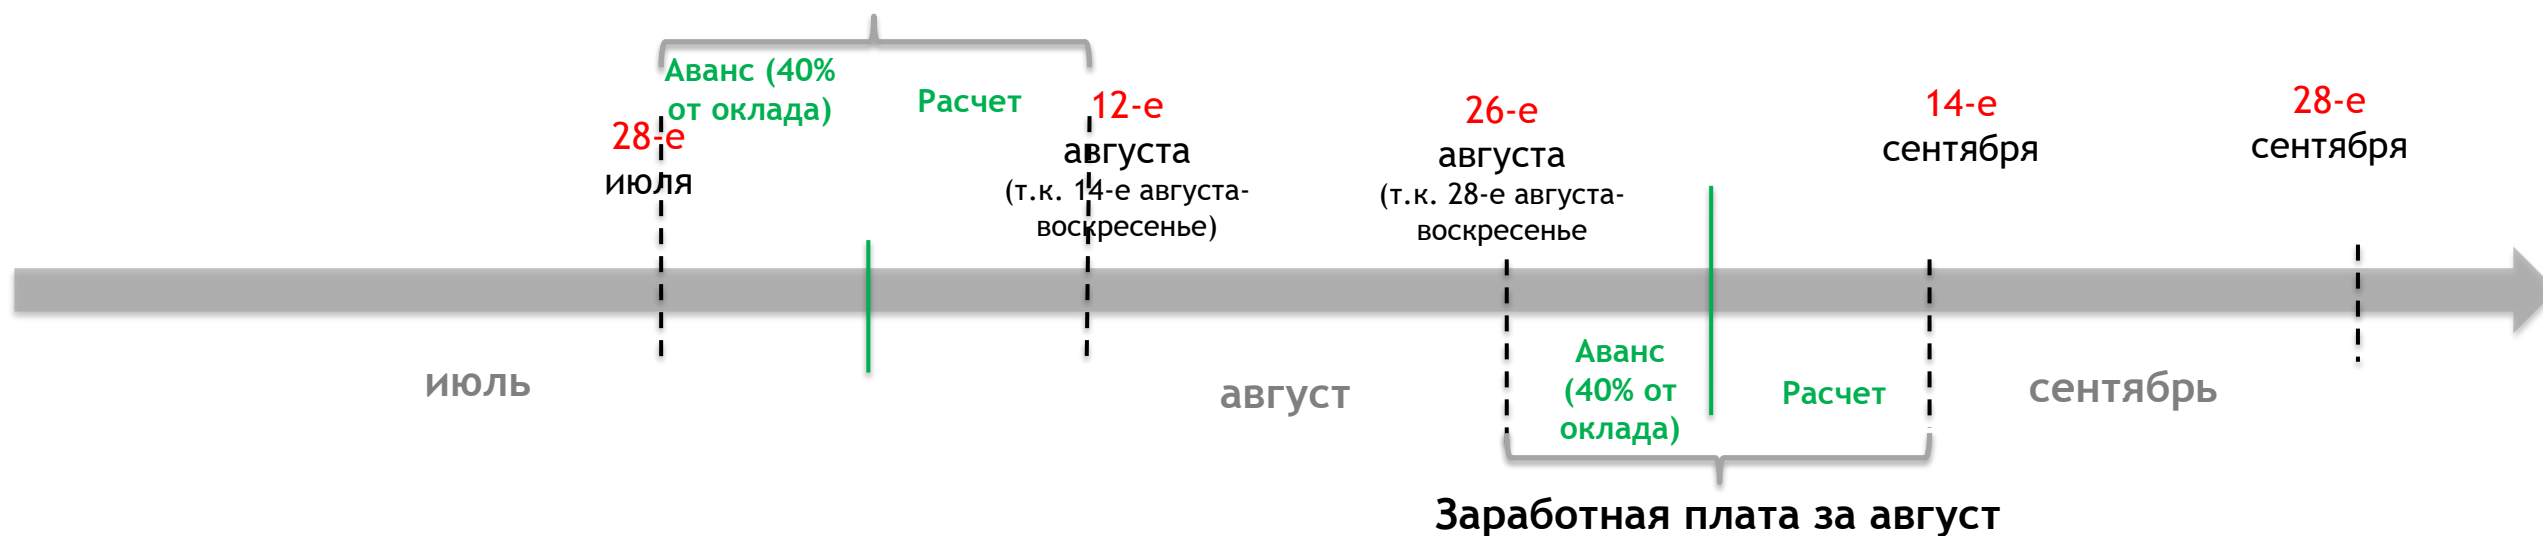 Аванс (40%
от оклада)
Расчет
28-е
июля
12-е
августа
(т.к. 14-е августа-
воскресенье)
26-е
августа
(т.к. 28-е августа-
воскресенье
14-е
сентября
28-е
сентября
июль
август
Аванс
(40% от
оклада)
Расчет
сентябрь
Заработная плата за август